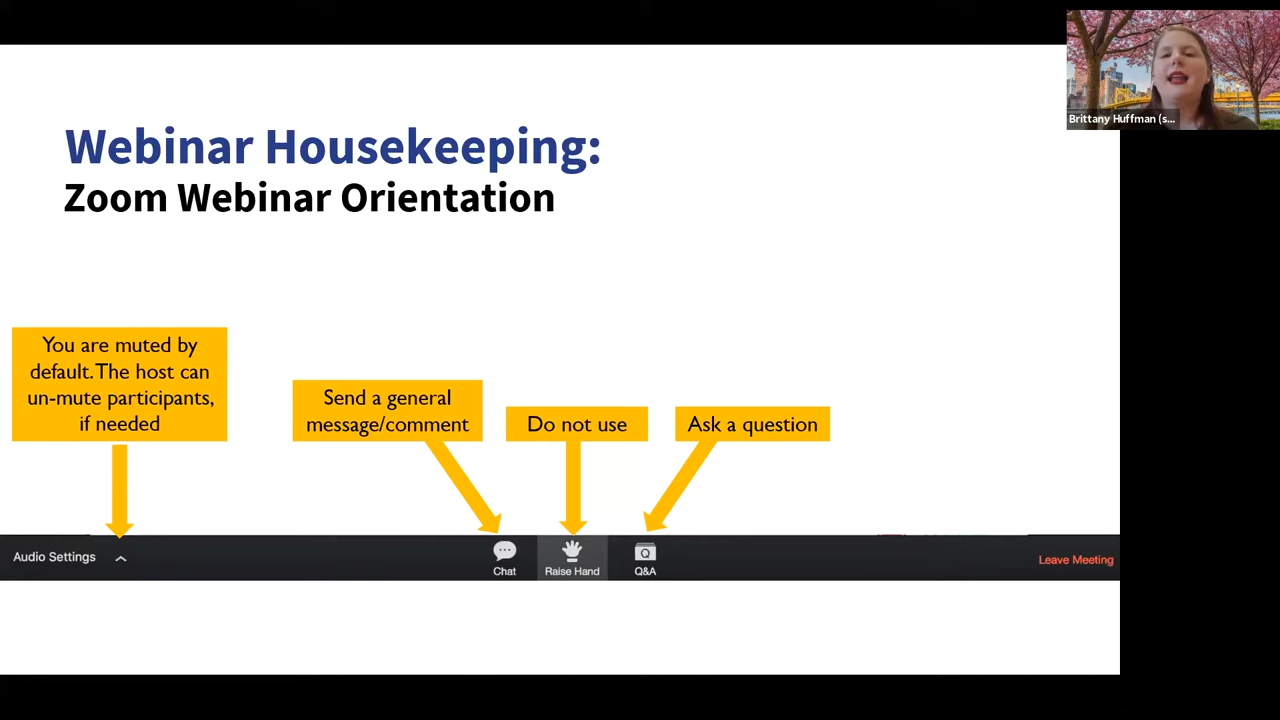 Brittany Huffman (s...
Webinar Housekeeping:
Zoom Webinar Orientation
You are muted by
default. The host can
un-mute participants,
if needed
Send a general
message/comment
Do not use
Ask a question
Audio Settings
Chat
Raise Hand
Q&A
Leave Meeting